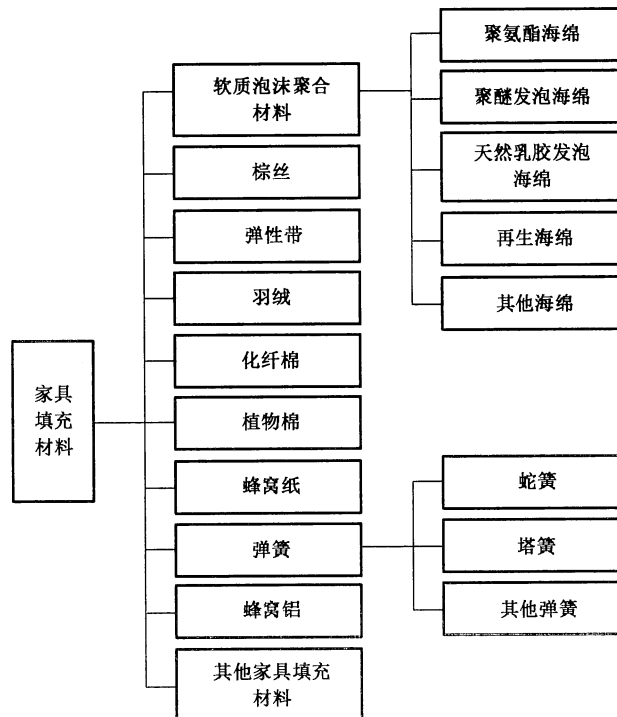 家具
填充
材料
软质泡沫聚合
材料
棕丝
弹性带
羽绒
化纤棉
植物棉
蜂窝纸
弹簧
蜂窝铝
其他家具填充
材料
聚氨酯海绵
聚醚发泡海绵
天然乳胶发泡
海绵
再生海绵
其他海绵
蛇簧
塔簧
其他弹簧